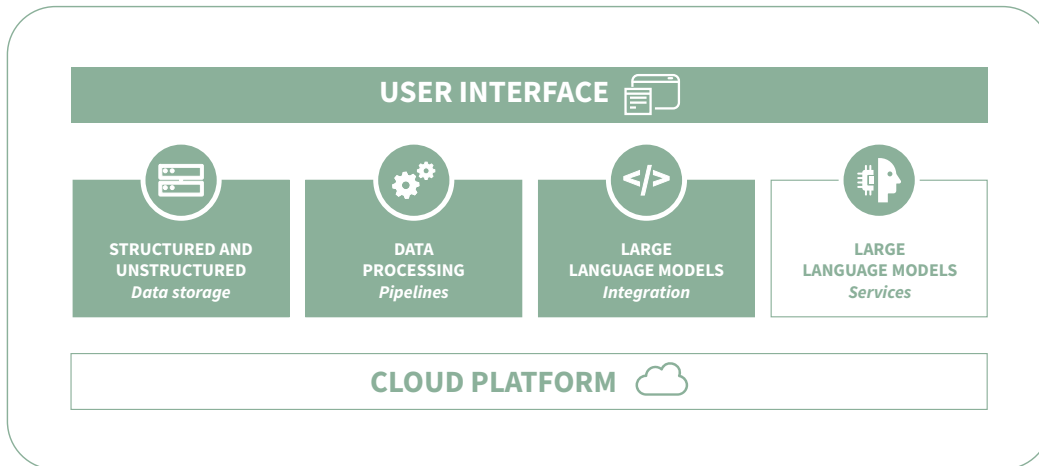 USER INTERFACE
STRUCTURED AND
UNSTRUCTURED
Data storage
DATA
PROCESSING
Pipelines
</>
LARGE
LANGUAGE MODELS
Integration
LARGE
LANGUAGE MODELS
Services
CLOUD PLATFORM